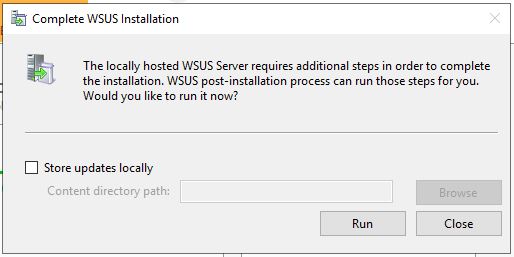 Complete WSUS Installation
The locally hosted WSUS Server requires additional steps in order to complete
the installation. WSUS post-installation process can run those steps for you.
Would you like to run it now?
Store updates locally
Content directory path:
Browse
Run
Close